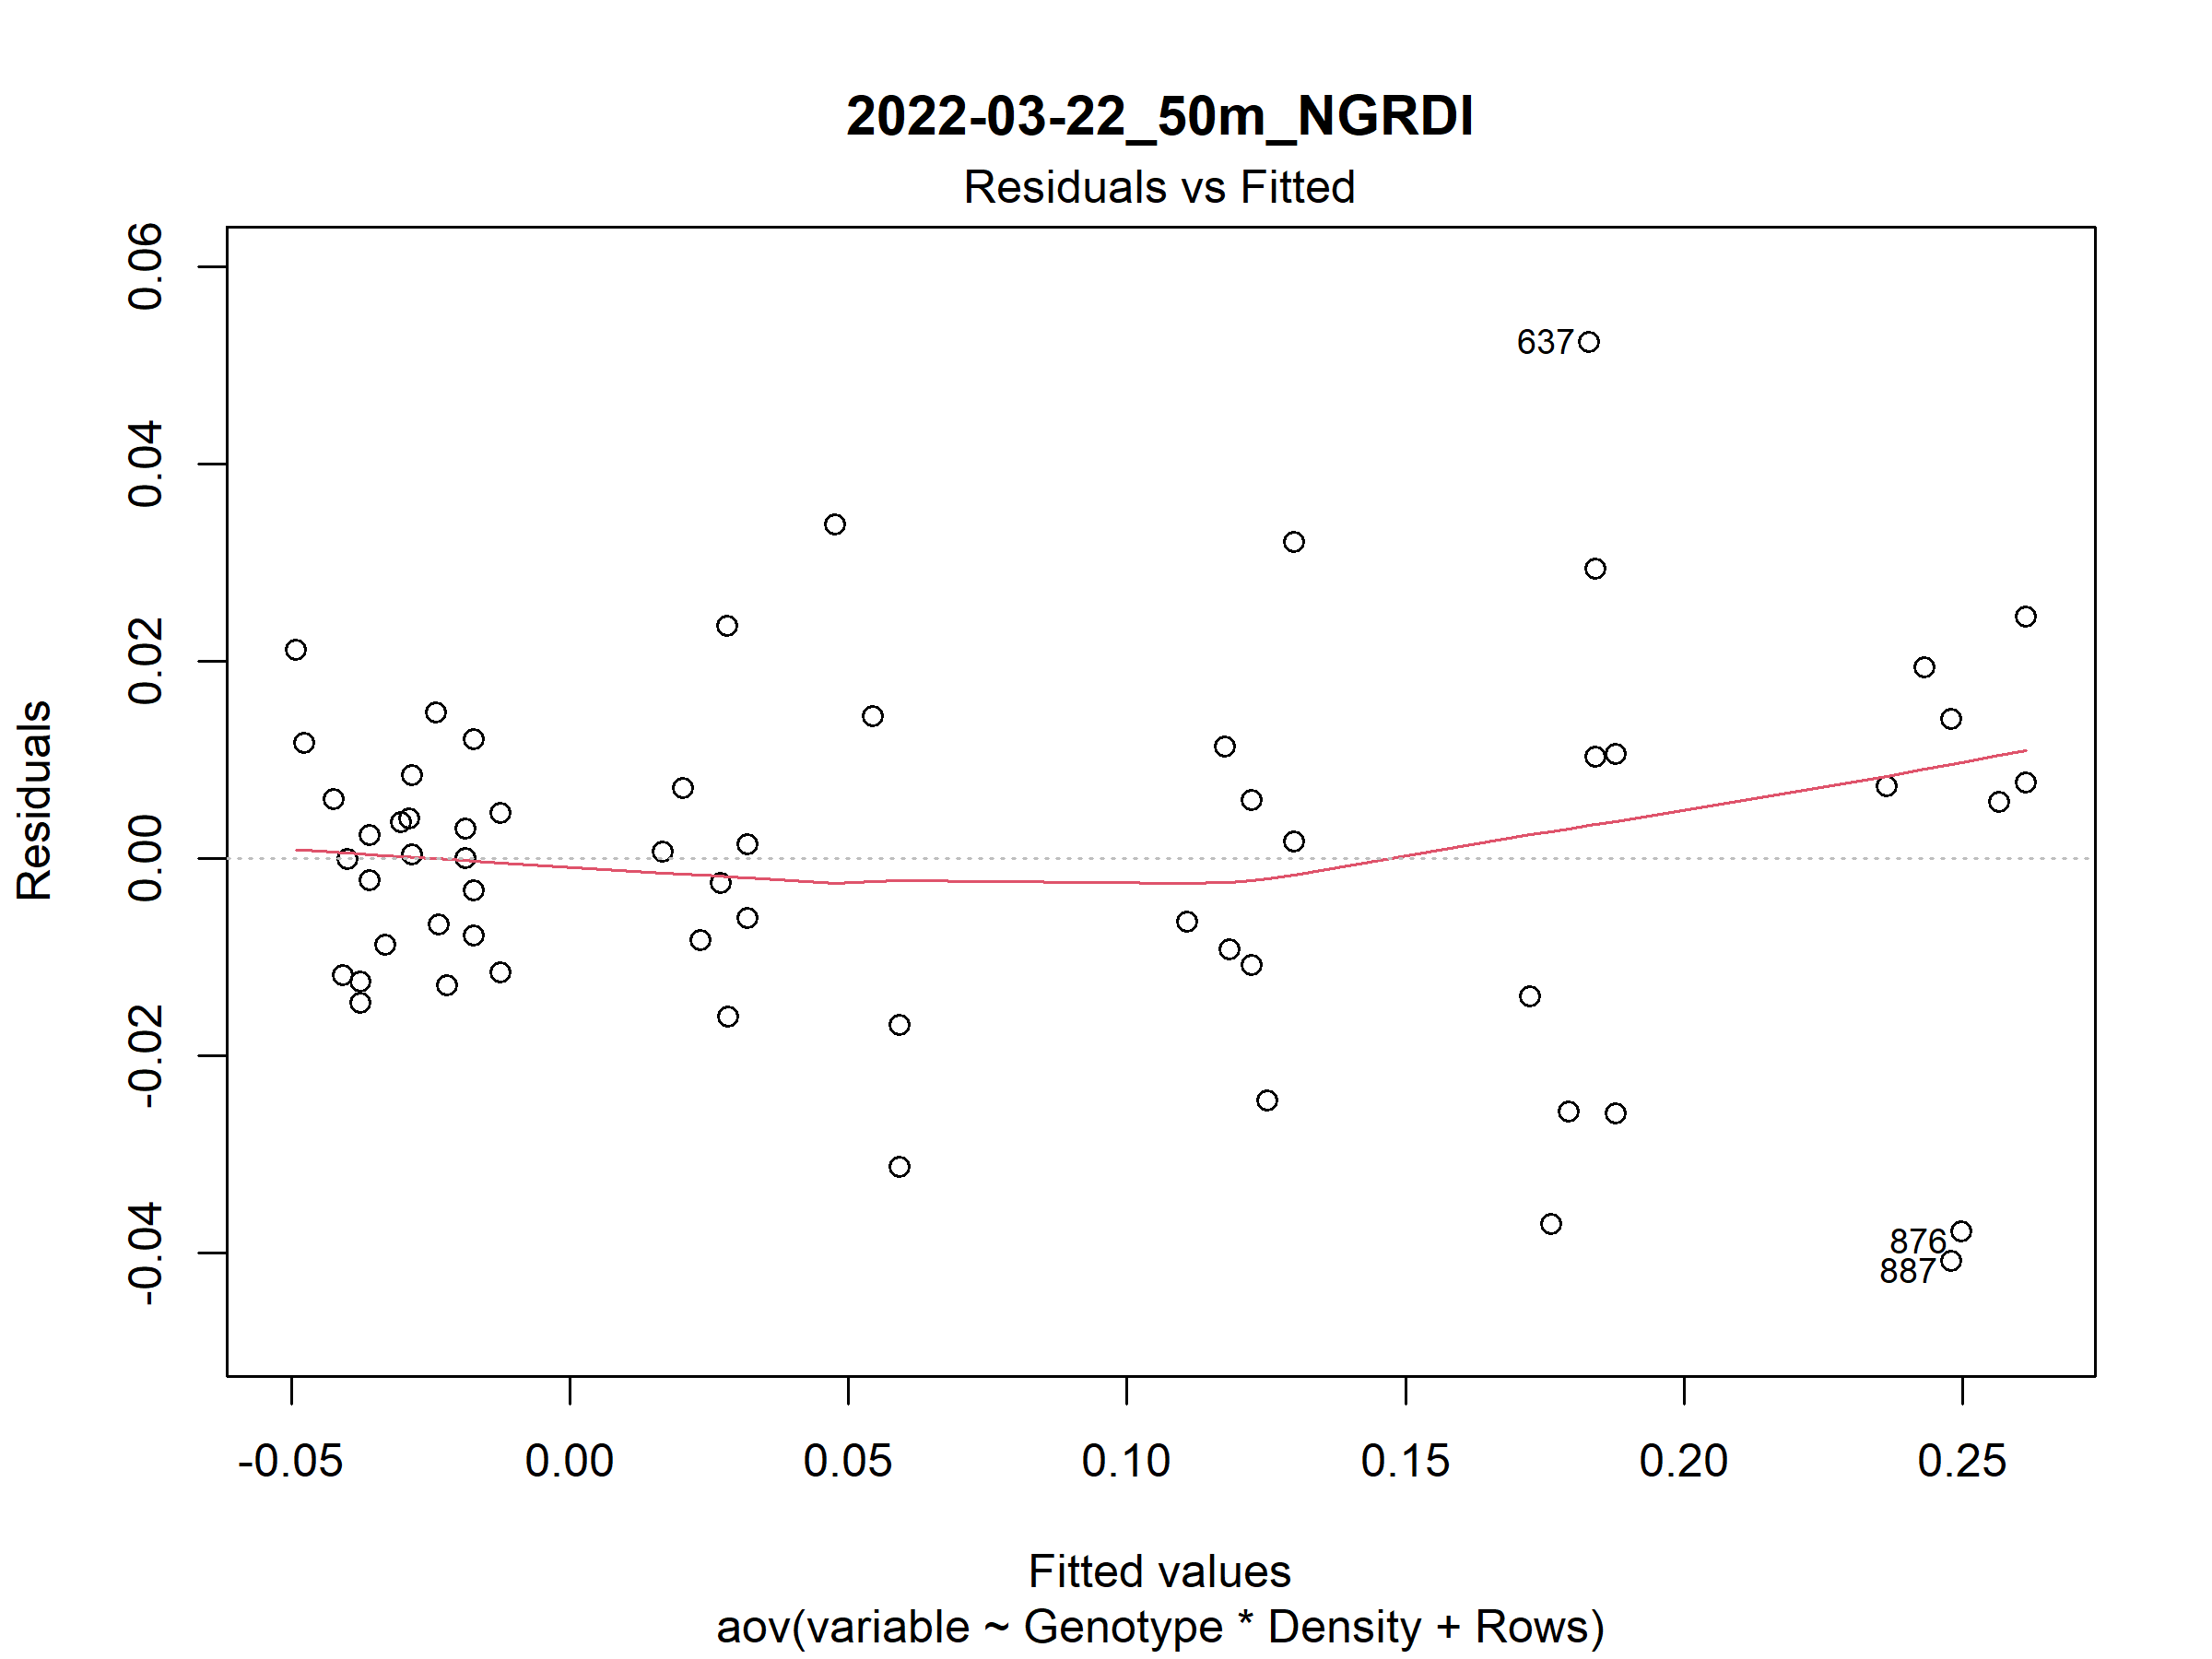 2022-03-22_50m_NGRDI
Residuals vs Fitted
Residuals
0.06
0.04
0.02
0.00
-0.02
-0.04
637
876
887
-0.05 0.00 0.05 0.10 0.15 0.20 0.25
Fitted values
aov(variable ~ Genotype * Density + Rows)